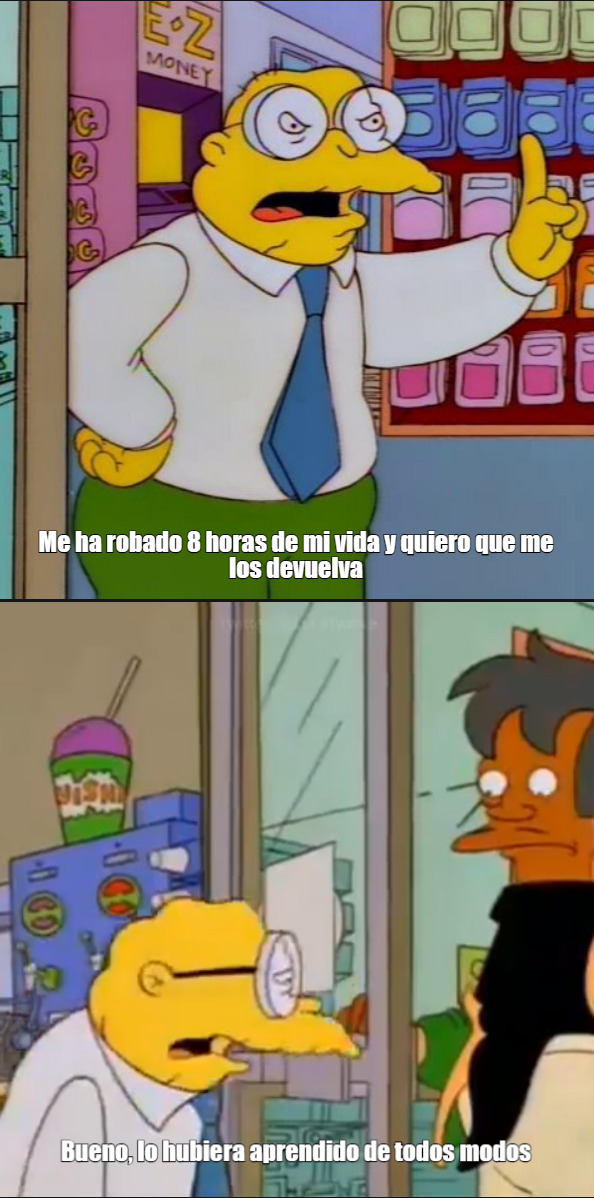 E-Z
MONEY
Me ha robado 8 horas de mi vida y quiero que me
los devuelva
Bueno, lo hubiera aprendido de todos modos